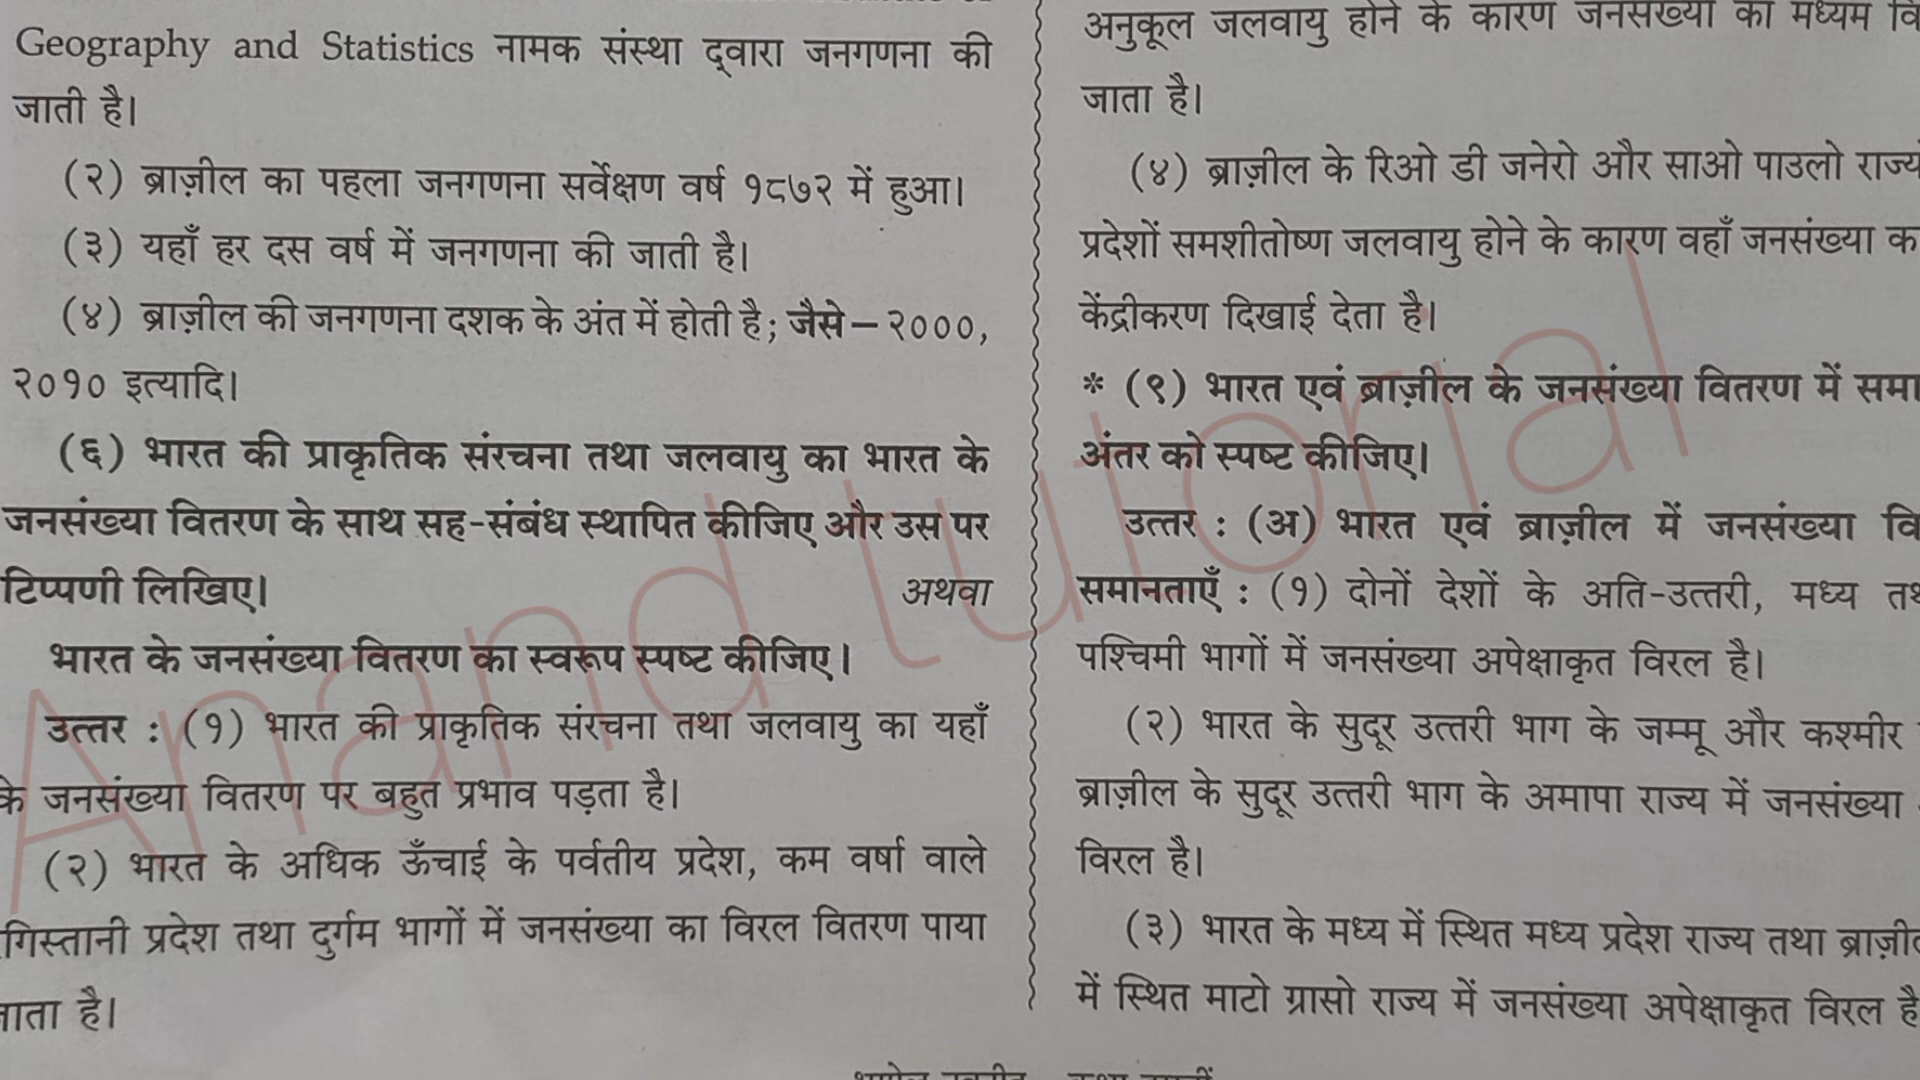 Geography and Statistics नामक संस्था द्वारा जनगणना की
जाती है।
(२) ब्राज़ील का पहला जनगणना सर्वेक्षण वर्ष १८७२ में हुआ।
(३) यहाँ हर दस वर्ष में जनगणना की जाती है।
(४) ब्राज़ील की जनगणना दशक के अंत में होती है; जैसे – २०००,
२०१० इत्यादि।
(६) भारत की प्राकृतिक संरचना तथा जलवायु का भारत के
जनसंख्या वितरण के साथ सह-संबंध स्थापित कीजिए और उस पर
टिप्पणी लिखिए। अथवा
भारत के जनसंख्या वितरण का स्वरूप स्पष्ट कीजिए।
उत्तर : (१) भारत की प्राकृतिक संरचना तथा जलवायु का यहाँ
के जनसंख्या वितरण पर बहुत प्रभाव पड़ता है।
(२) भारत के अधिक ऊँचाई के पर्वतीय प्रदेश, कम वर्षा वाले
गिस्तानी प्रदेश तथा दुर्गम भागों में जनसंख्या का विरल वितरण पाया
जाता है।
अनुकूल जलवायु होने के कारण जनसंख्या का मध्यम वि
जाता है।
(४) ब्राज़ील के रिओ डी जनेरो और साओ पाउलो राज्य
प्रदेशों समशीतोष्ण जलवायु होने के कारण वहाँ जनसंख्या क
केंद्रीकरण दिखाई देता है।
* (९) भारत एवं ब्राज़ील के जनसंख्या वितरण में समा
अंतर को स्पष्ट कीजिए।
उत्तर : (अ) भारत एवं ब्राज़ील में जनसंख्या वि
समानताएँ : (१) दोनों देशों के अति-उत्तरी, मध्य तथ
पश्चिमी भागों में जनसंख्या अपेक्षाकृत विरल है।
(२) भारत के सुदूर उत्तरी भाग के जम्मू और कश्मीर
ब्राज़ील के सुदूर उत्तरी भाग के अमापा राज्य में जनसंख्या
विरल है।
(३) भारत के मध्य में स्थित मध्य प्रदेश राज्य तथा ब्राज़ील
में स्थित माटो ग्रासो राज्य में जनसंख्या अपेक्षाकृत विरल है
Anand tutorial